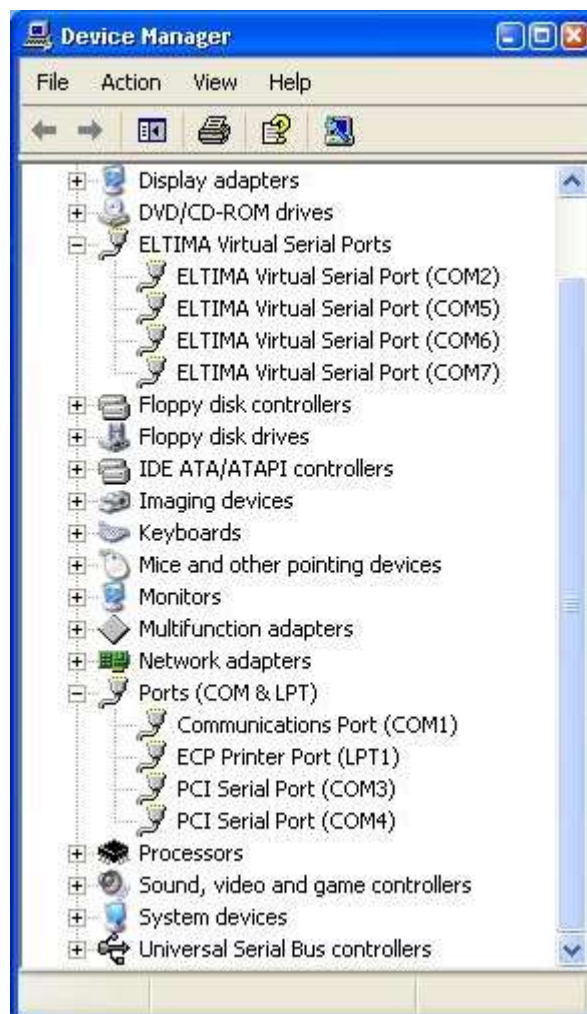 Device Manager
File Action View Help
Display adapters
DVD/CD-ROM drives
ELTIMA Virtual Serial Ports
ELTIMA Virtual Serial Port (COM2)
ELTIMA Virtual Serial Port (COM5)
ELTIMA Virtual Serial Port (COM6)
ELTIMA Virtual Serial Port (COM7)
Floppy disk controllers
Floppy disk drives
IDE ATA/ATAPI controllers
Imaging devices
Keyboards
Mice and other pointing devices
Monitors
Multifunction adapters
Network adapters
Ports (COM & LPT)
Communications Port (COM1)
ECP Printer Port (LPT1)
PCI Serial Port (COM3)
PCI Serial Port (COM4)
Processors
Sound, video and game controllers
System devices
Universal Serial Bus controllers